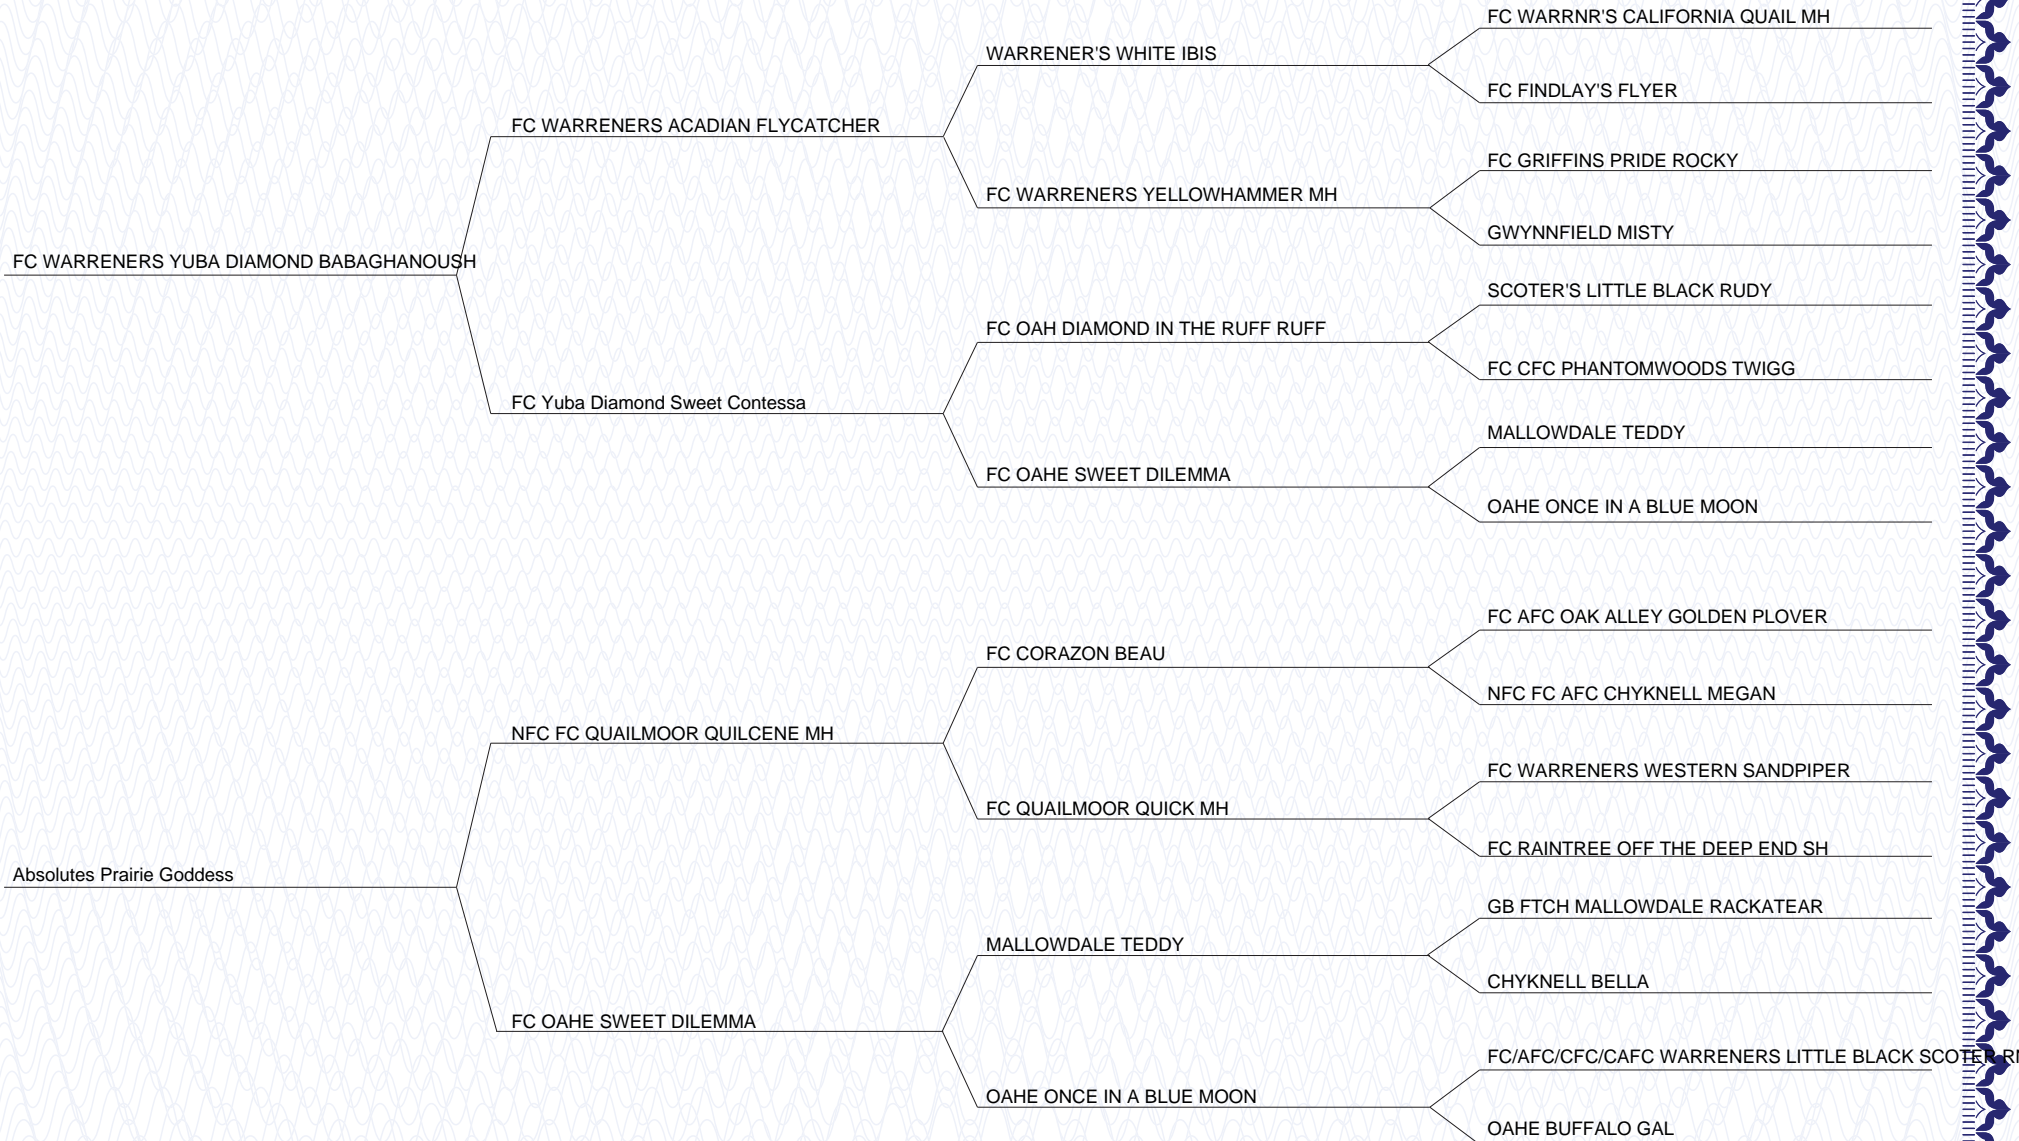 FC WARRNR'S CALIFORNIA QUAIL MH
WARRENER'S WHITE IBIS
FC FINDLAY'S FLYER
FC WARRENERS ACADIAN FLYCATCHER
FC GRIFFINS PRIDE ROCKY
FC WARRENERS YELLOWHAMMER MH
GWYNNFIELD MISTY
FC WARRENERS YUBA DIAMOND BABAGHANOUSH
SCOTER'S LITTLE BLACK RUDY
FC OAH DIAMOND IN THE RUFF RUFF
FC CFC PHANTOMWOODS TWIGG
FC Yuba Diamond Sweet Contessa
MALLOWDALE TEDDY
FC OAHE SWEET DILEMMA
OAHE ONCE IN A BLUE MOON
FC AFC OAK ALLEY GOLDEN PLOVER
FC CORAZON BEAU
NFC FC AFC CHYKNELL MEGAN
NFC FC QUAILMOOR QUILCENE MH
FC WARRENERS WESTERN SANDPIPER
FC QUAILMOOR QUICK MH
FC RAINTREE OFF THE DEEP END SH
Absolutes Prairie Goddess
GB FTCH MALLOWDALE RACKATEAR
MALLOWDALE TEDDY
CHYKNELL BELLA
FC OAHE SWEET DILEMMA
FC/AFC/CFC/CAFC WARRENERS LITTLE BLACK SCOTER
OAHE ONCE IN A BLUE MOON
OAHE BUFFALO GAL